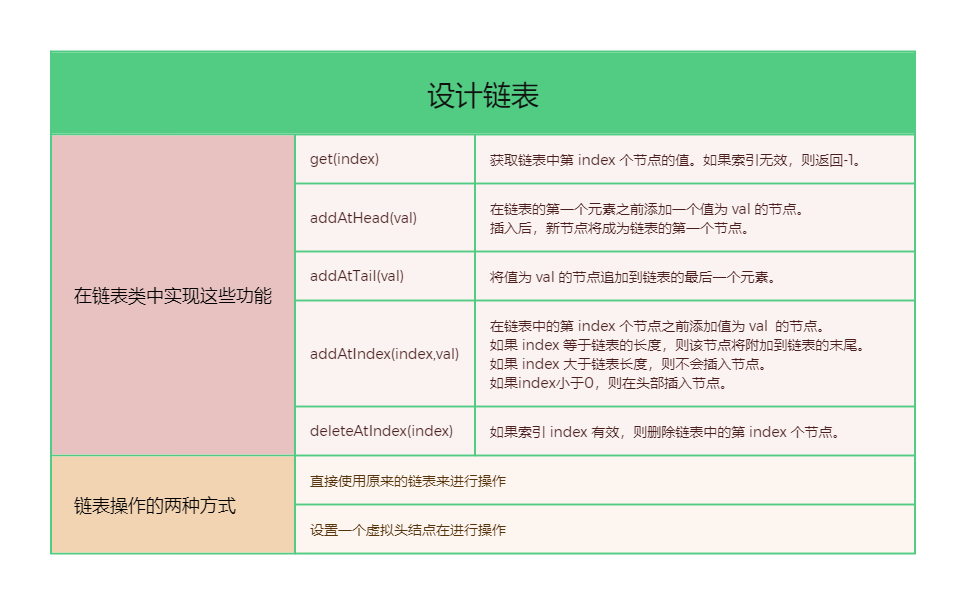 设计链表
在链表类中实现这些功能
get(index)
获取链表中第 index 个节点的值。如果索引无效，则返回-1。
addAtHead(val)
在链表的第一个元素之前添加一个值为 val 的节点。
插入后，新节点将成为链表的第一个节点。
addAtTail(val)
将值为 val 的节点追加到链表的最后一个元素。
addAtIndex(index,val)
在链表中的第 index 个节点之前添加值为 val  的节点。
如果 index 等于链表的长度，则该节点将附加到链表的末尾。
如果 index 大于链表长度，则不会插入节点。
如果index小于0，则在头部插入节点。
deleteAtIndex(index)
如果索引 index 有效，则删除链表中的第 index 个节点。
链表操作的两种方式
直接使用原来的链表来进行操作
设置一个虚拟头结点在进行操作